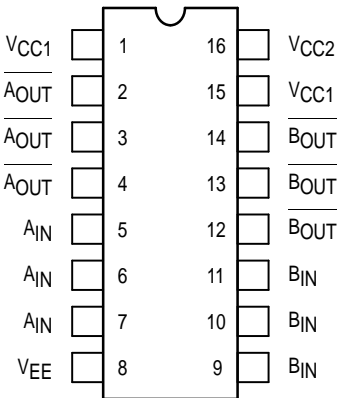 VCC1 1 16 VCC2
AOUT 2 15 VCC1
AOUT 3 14 BOUT
AOUT 4 13 BOUT
AIN 5 12 BOUT
AIN 6 11 BIN
AIN 7 10 BIN
VEE 8 9 BIN